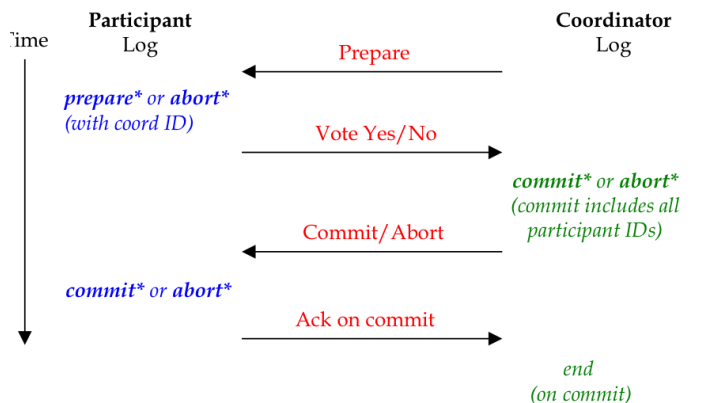 Participant
Log
Coordinator
Log
Time
Prepare
prepare* or abort*
(with coord ID)
Vote Yes/No
commit* or abort*
(commit includes all
participant IDs)
Commit/Abort
commit* or abort*
Ack on commit
end
(on commit)